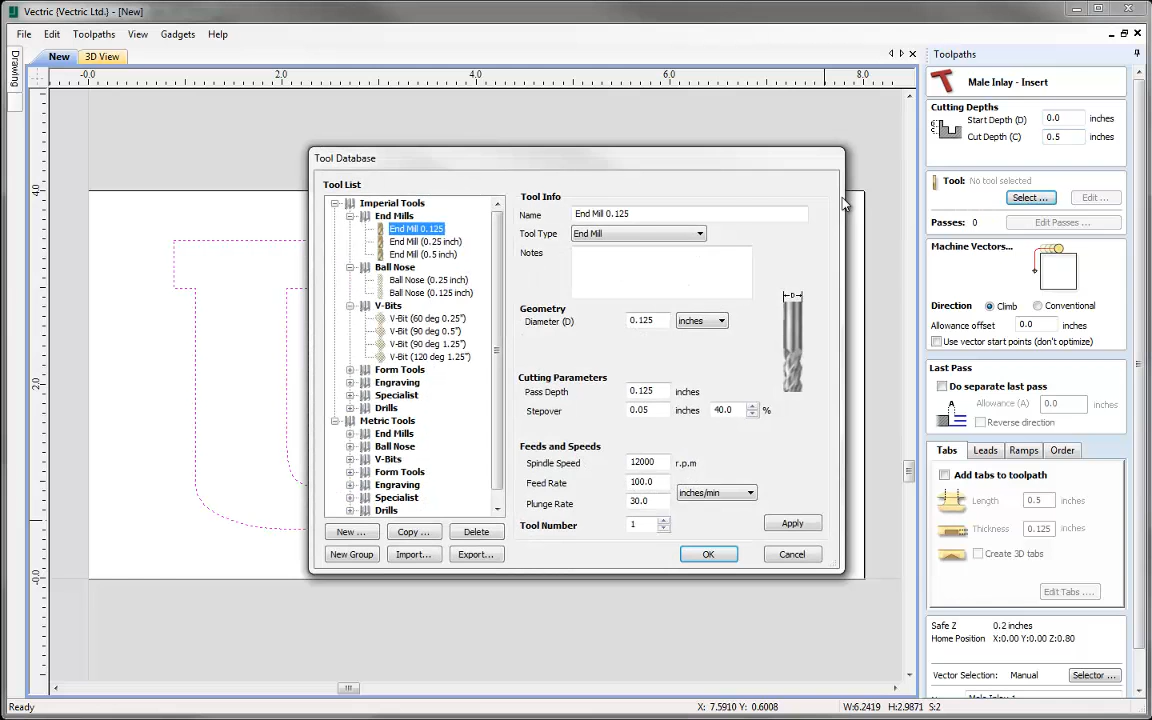 Vectric {Vectric Ltd.} - [New]
File Edit Toolpaths View Gadgets Help
Drawing
New
3D View
-0.0 2.0 4.0 6.0 8.0
4.0
2.0
-0.0
Tool Database
Tool List
Imperial Tools
End Mills
End Mill 0.125
End Mill (0.25 inch)
End Mill (0.5 inch)
Ball Nose
Ball Nose (0.25 inch)
Ball Nose (0.125 inch)
V-Bits
V-Bit (60 deg 0.25")
V-Bit (90 deg 0.5")
V-Bit (90 deg 1.25")
V-Bit (120 deg 1.25")
Form Tools
Engraving
Specialist
Drills
Metric Tools
End Mills
Ball Nose
V-Bits
Form Tools
Engraving
Specialist
Drills
New ... Copy ... Delete
New Group Import... Export...
Tool Info
Name End Mill 0.125
Tool Type End Mill
Notes
D
Geometry
Diameter (D) 0.125 inches
Cutting Parameters
Pass Depth 0.125 inches
Stepover 0.05 inches 40.0 %
Feeds and Speeds
Spindle Speed 12000 r.p.m
Feed Rate 100.0
inches/min
Plunge Rate 30.0
Tool Number 1
Apply
OK Cancel
Toolpaths
Male Inlay - Insert
Cutting Depths
Start Depth (D) 0.0 inches
Cut Depth (C) 0.5 inches
Tool: No tool selected
Select ... Edit ...
Passes: 0 Edit Passes ...
Machine Vectors...
Direction Climb Conventional
Allowance offset 0.0 inches
Use vector start points (don't optimize)
Last Pass
Do separate last pass
A
Allowance (A) 0.0 inches
Reverse direction
Tabs Leads Ramps Order
Add tabs to toolpath
Length 0.5 inches
Thickness 0.125 inches
Create 3D tabs
Edit Tabs ....
Safe Z 0.2 inches
Home Position X:0.00 Y:0.00 Z:0.80
Vector Selection: Manual Selector ...
Ready
X: 7.5910 Y: 0.6008
W:6.2419 H:2.9871 S:2